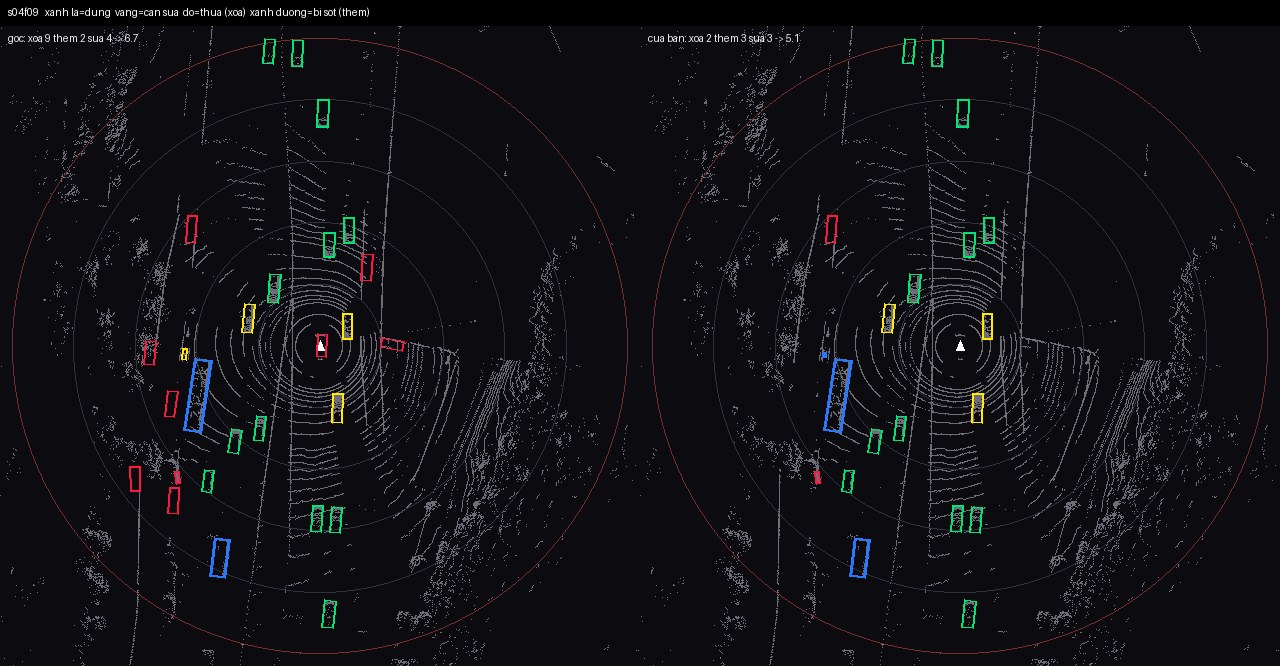 s04f09 xanh la=dung vang=can sua do=thua (xoa) xanh duong=bi sot (them)
goc: xoa 9 them 2 sua 4 -> 6.7
cua ban: xoa 2 them 3 sua 3 -> 5.1